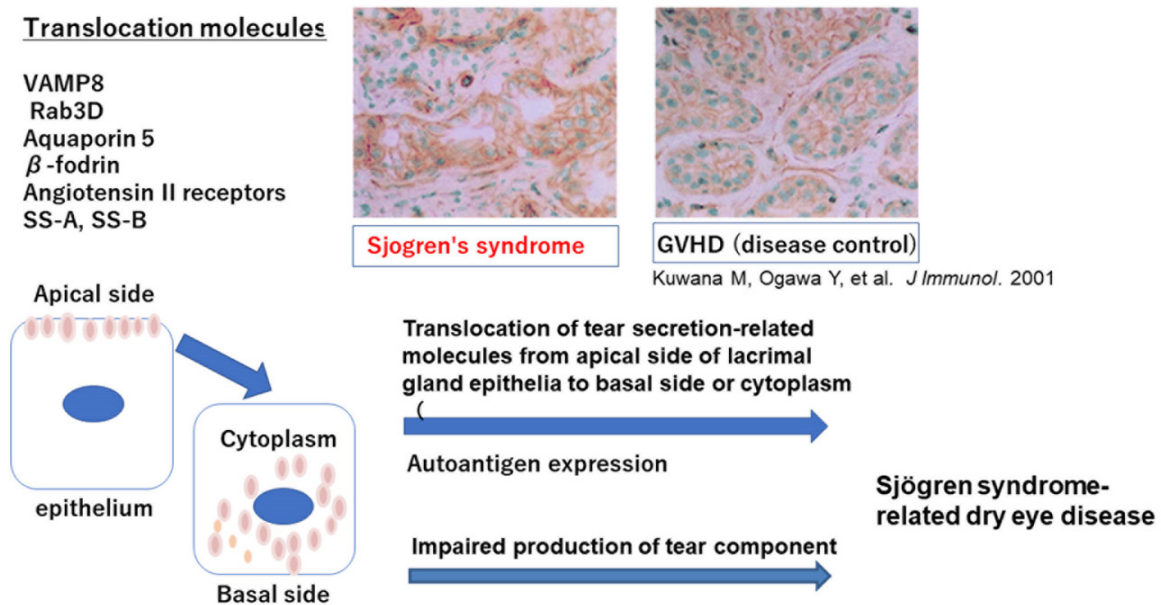 Translocation molecules
VAMP8
Rab3D
Aquaporin 5
β-fodrin
Angiotensin II receptors
SS-A, SS-B
Sjogren's syndrome
GVHD (disease control)
Kuwana M, Ogawa Y, et al. J Immunol. 2001
Apical side
epithelium
Cytoplasm
Basal side
Translocation of tear secretion-related
molecules from apical side of lacrimal
gland epithelia to basal side or cytoplasm
(
Autoantigen expression
Impaired production of tear component
Sjögren syndrome-
related dry eye disease